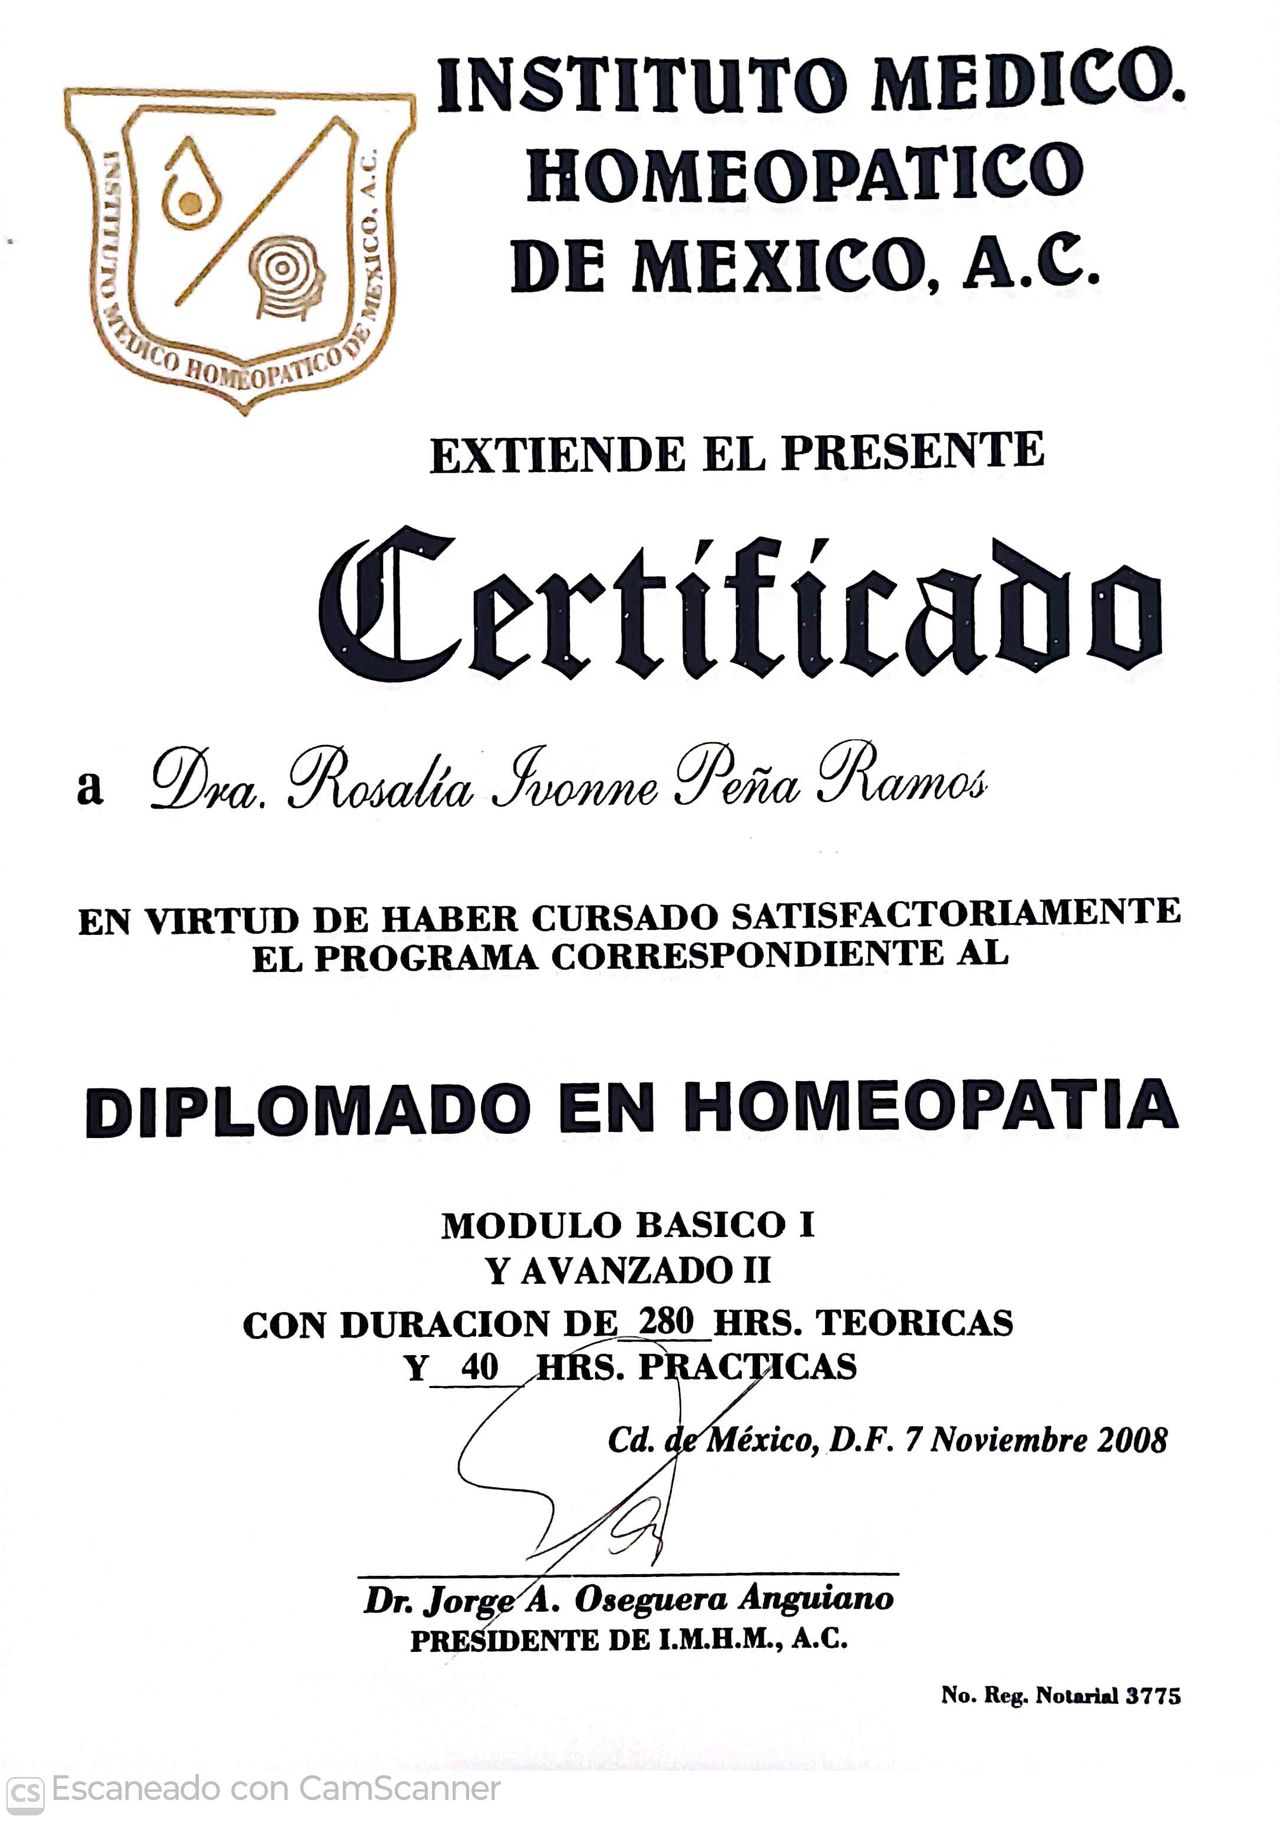 INSTITUTO MEDICO.
HOMEOPATICO
DE MEXICO, A.C.
INSTITUTO MEDICO HOMEOPATICO DE MEXICO, A.C.
EXTIENDE EL PRESENTE
Certificado
a Dra. Rosalía Ivonne Peña Ramos
EN VIRTUD DE HABER CURSADO SATISFACTORIAMENTE
EL PROGRAMA CORRESPONDIENTE AL
DIPLOMADO EN HOMEOPATIA
MODULO BASICO I
Y AVANZADO II
CON DURACION DE 280 HRS. TEORICAS
Y 40 HRS. PRACTICAS
Cd. de México, D.F. 7 Noviembre 2008
Dr. Jorge A. Oseguera Anguiano
PRESIDENTE DE I.M.H.M., A.C.
No. Reg. Notarial 3775
CS Escaneado con CamScanner